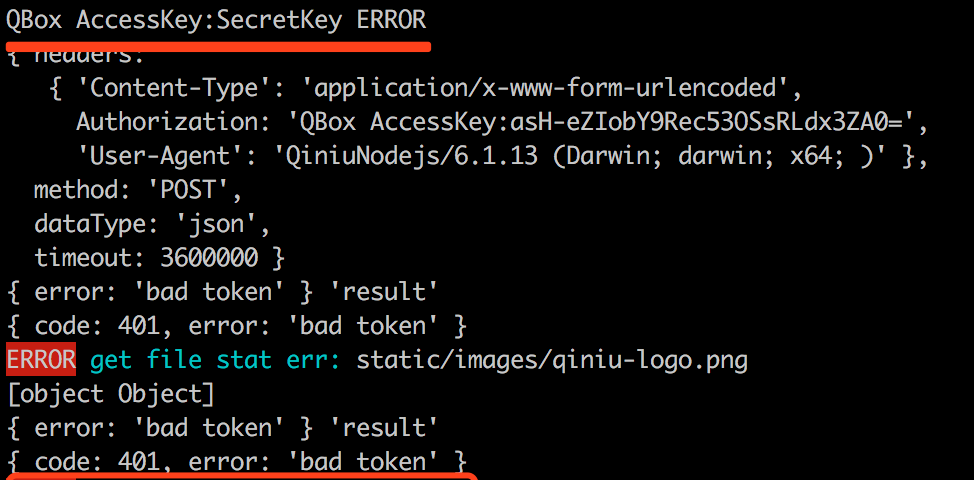 QBox AccessKey:SecretKey ERROR
{ headers:
{ 'Content-Type': 'application/x-www-form-urlencoded',
Authorization: 'QBox AccessKey:asH-eZIobY9Rec53OSsRLdx3ZA0=',
'User-Agent': 'QiniuNodejs/6.1.13 (Darwin; darwin; x64; )' },
method: 'POST',
dataType: 'json',
timeout: 3600000 }
{ error: 'bad token' } 'result'
{ code: 401, error: 'bad token' }
ERROR get file stat err: static/images/qiniu-logo.png
[object Object]
{ error: 'bad token' } 'result'
{ code: 401, error: 'bad token' }